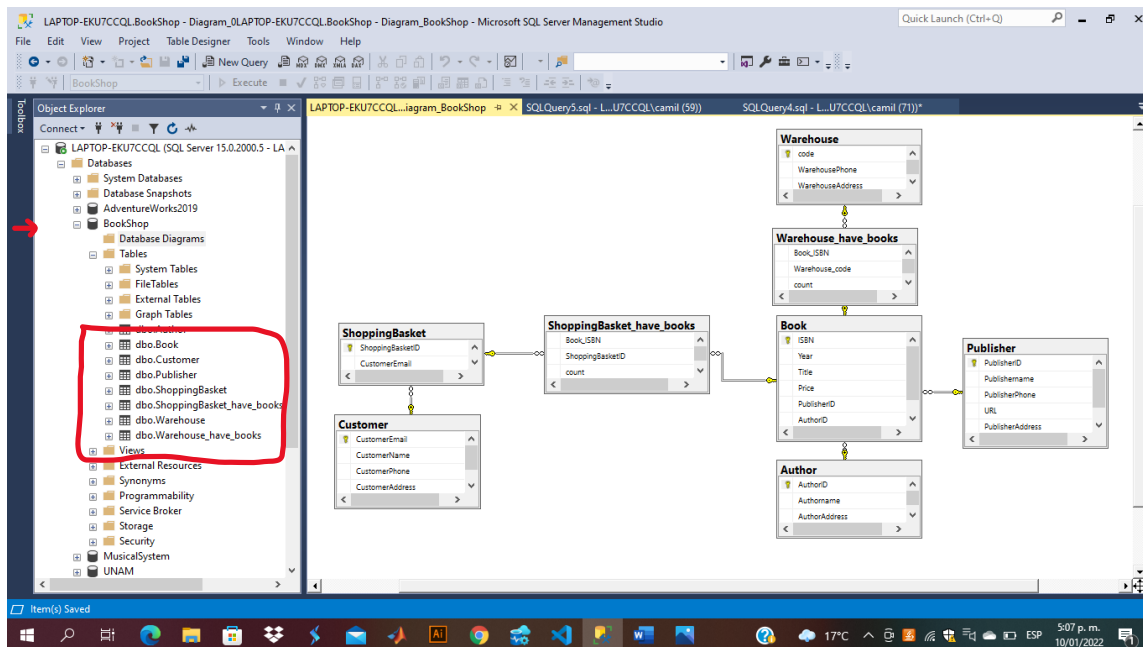 LAPTOP-EKU7CCQL.BookShop - Diagram_0LAPTOP-EKU7CCQL.BookShop - Diagram_BookShop - Microsoft SQL Server Management Studio
Quick Launch (Ctrl+Q)
File Edit View Project Table Designer Tools Window Help
New Query
BookShop
Execute
Toolbox
Object Explorer
LAPTOP-EKU7CCQL...iagram_BookShop
SQLQuery5.sql - L...U7CCQL\camil (59))
SQLQuery4.sql - L...U7CCQL\camil (71))*
Connect
LAPTOP-EKU7CCQL (SQL Server 15.0.2000.5 - LA
Databases
System Databases
Database Snapshots
AdventureWorks2019
BookShop
Database Diagrams
Tables
System Tables
FileTables
External Tables
Graph Tables
dbo.Author
dbo.Book
dbo.Customer
dbo.Publisher
dbo.ShoppingBasket
dbo.ShoppingBasket_have_books
dbo.Warehouse
dbo.Warehouse_have_books
Views
External Resources
Synonyms
Programmability
Service Broker
Storage
Security
MusicalSystem
UNAM
Warehouse
code
WarehousePhone
WarehouseAddress
Warehouse_have_books
Book_ISBN
Warehouse_code
count
ShoppingBasket
ShoppingBasketID
CustomerEmail
ShoppingBasket_have_books
Book_ISBN
ShoppingBasketID
count
Book
ISBN
Year
Title
Price
PublisherID
AuthorID
Publisher
PublisherID
Publishername
PublisherPhone
URL
PublisherAddress
Customer
CustomerEmail
CustomerName
CustomerPhone
CustomerAddress
Author
AuthorID
Authorname
AuthorAddress
Item(s) Saved
17°C
ESP
5:07 p. m.
10/01/2022